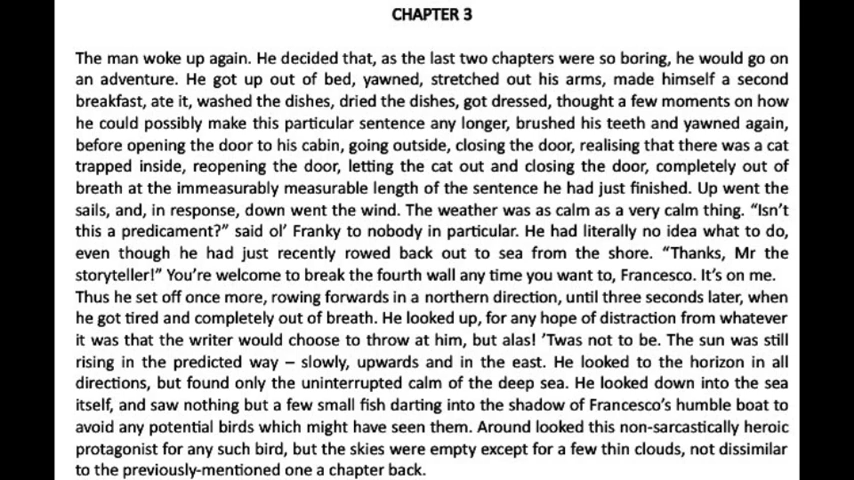 CHAPTER 3
The man woke up again. He decided that, as the last two chapters were so boring, he would go on
an adventure. He got up out of bed, yawned, stretched out his arms, made himself a second
breakfast, ate it, washed the dishes, dried the dishes, got dressed, thought a few moments on how
he could possibly make this particular sentence any longer, brushed his teeth and yawned again,
before opening the door to his cabin, going outside, closing the door, realising that there was a cat
trapped inside, reopening the door, letting the cat out and closing the door, completely out of
breath at the immeasurably measurable length of the sentence he had just finished. Up went the
sails, and, in response, down went the wind. The weather was as calm as a very calm thing. “Isn’t
this a predicament?” said ol’ Franky to nobody in particular. He had literally no idea what to do,
even though he had just recently rowed back out to sea from the shore. “Thanks, Mr the
storyteller!” You’re welcome to break the fourth wall any time you want to, Francesco. It’s on me.
Thus he set off once more, rowing forwards in a northern direction, until three seconds later, when
he got tired and completely out of breath. He looked up, for any hope of distraction from whatever
it was that the writer would choose to throw at him, but alas! ’Twas not to be. The sun was still
rising in the predicted way – slowly, upwards and in the east. He looked to the horizon in all
directions, but found only the uninterrupted calm of the deep sea. He looked down into the sea
itself, and saw nothing but a few small fish darting into the shadow of Francesco’s humble boat to
avoid any potential birds which might have seen them. Around looked this non-sarcastically heroic
protagonist for any such bird, but the skies were empty except for a few thin clouds, not dissimilar
to the previously-mentioned one a chapter back.